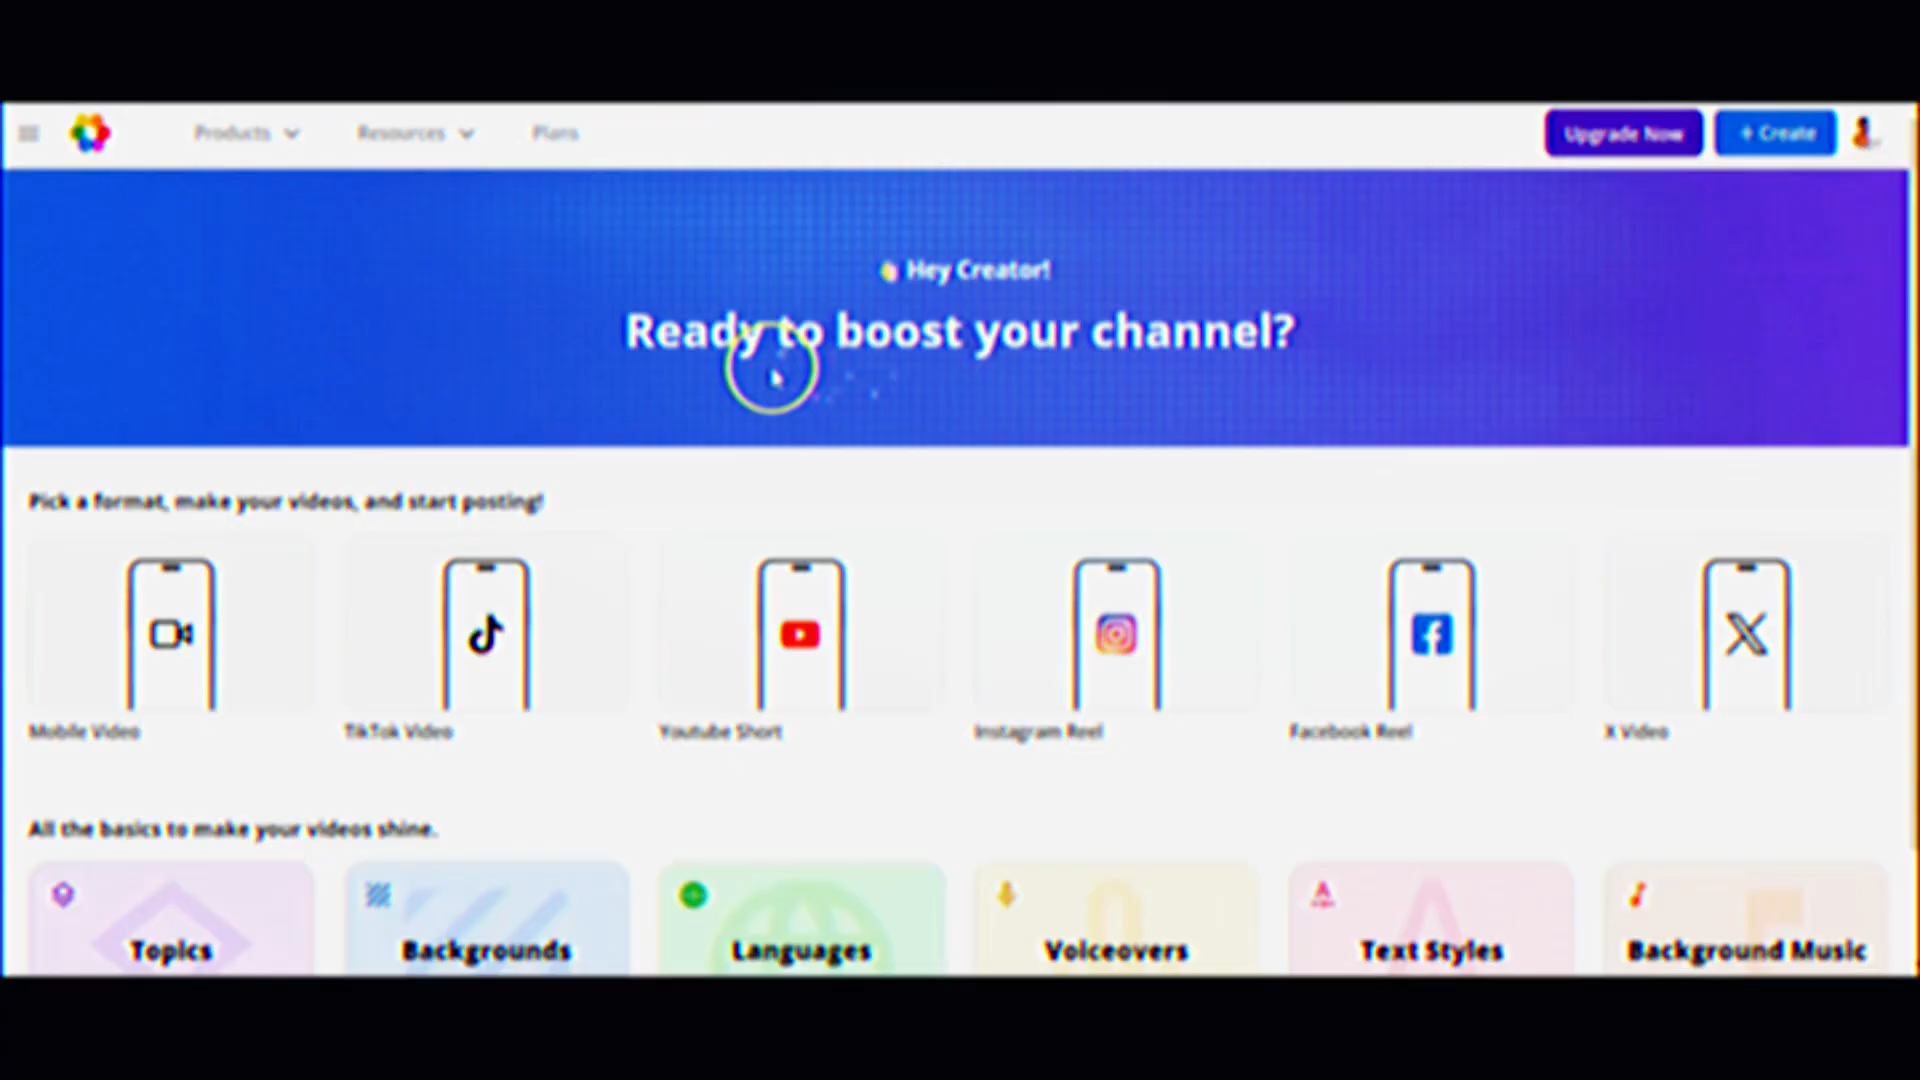 Products Resources Plans Upgrade Now + Create
Hey Creator!
Ready to boost your channel?
Pick a format, make your videos, and start posting!
Mobile Video TikTok Video Youtube Short Instagram Reel Facebook Reel X Video
All the basics to make your videos shine.
Topics Backgrounds Languages Voiceovers Text Styles Background Music